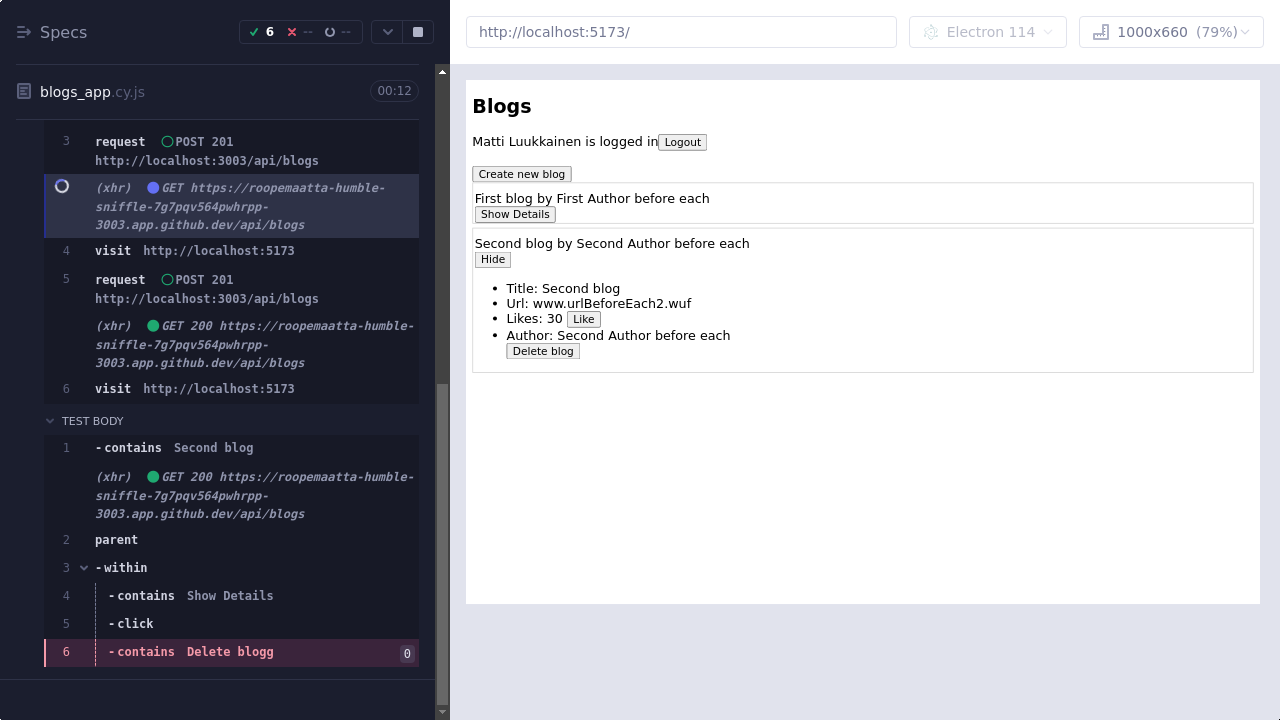 Specs
6
--
--
blogs_app.cy.js
00:12
3 request POST 201
http://localhost:3003/api/blogs
(xhr) GET https://roopemaatta-humble-
sniffle-7g7pqv564pwhrpp-
3003.app.github.dev/api/blogs
4 visit http://localhost:5173
5 request POST 201
http://localhost:3003/api/blogs
(xhr) GET 200 https://roopemaatta-humble-
sniffle-7g7pqv564pwhrpp-
3003.app.github.dev/api/blogs
6 visit http://localhost:5173
TEST BODY
1 -contains Second blog
(xhr) GET 200 https://roopemaatta-humble-
sniffle-7g7pqv564pwhrpp-
3003.app.github.dev/api/blogs
2 parent
3 -within
4 -contains Show Details
5 -click
6 -contains Delete blogg 0
http://localhost:5173/
Electron 114
1000x660 (79%)
Blogs
Matti Luukkainen is logged in Logout
Create new blog
First blog by First Author before each
Show Details
Second blog by Second Author before each
Hide
• Title: Second blog
• Url: www.urlBeforeEach2.wuf
• Likes: 30 Like
• Author: Second Author before each
Delete blog